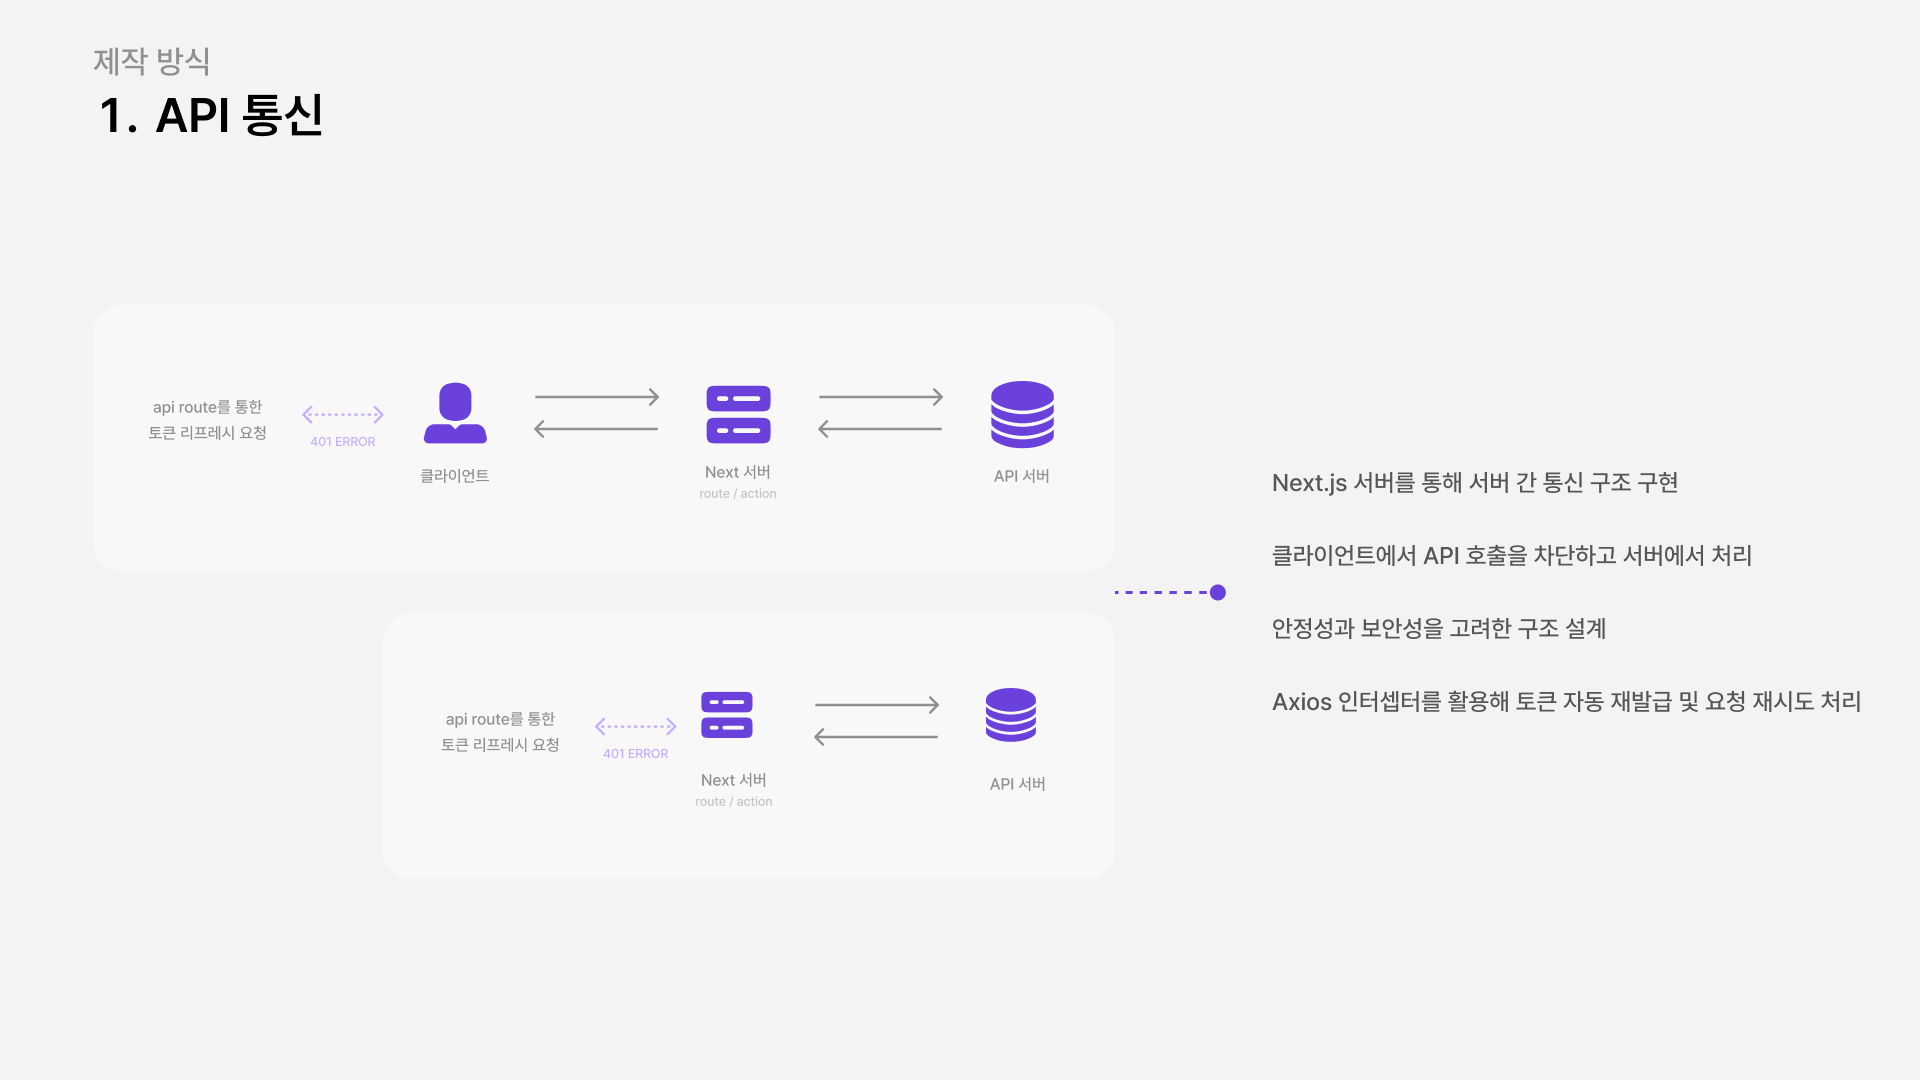 제작 방식
1. API 통신
api route를 통한
토큰 리프레시 요청
401 ERROR
클라이언트
Next 서버
route / action
API 서버
api route를 통한
토큰 리프레시 요청
401 ERROR
Next 서버
route / action
API 서버
Next.js 서버를 통해 서버 간 통신 구조 구현
클라이언트에서 API 호출을 차단하고 서버에서 처리
안정성과 보안성을 고려한 구조 설계
Axios 인터셉터를 활용해 토큰 자동 재발급 및 요청 재시도 처리